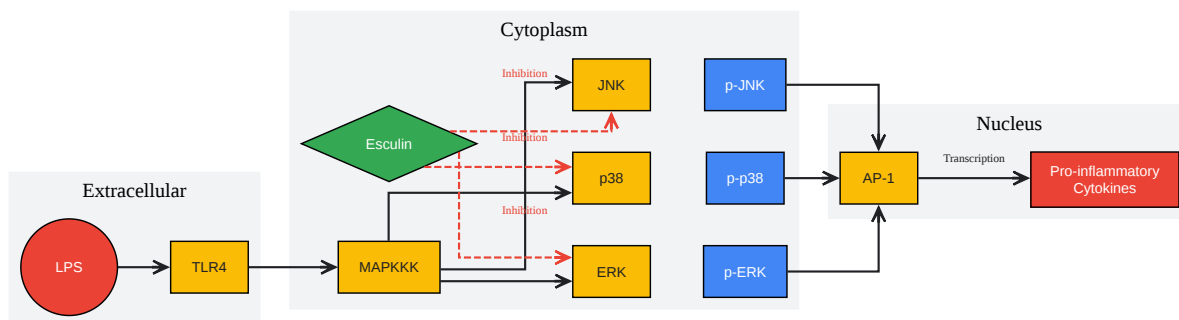 Cytoplasm
Inhibition
JNK
p-JNK
Esculin
Inhibition
Nucleus
Transcription
Extracellular
p38
p-p38
AP-1
Pro-inflammatory
Cytokines
Inhibition
LPS
TLR4
MAPKKK
ERK
p-ERK